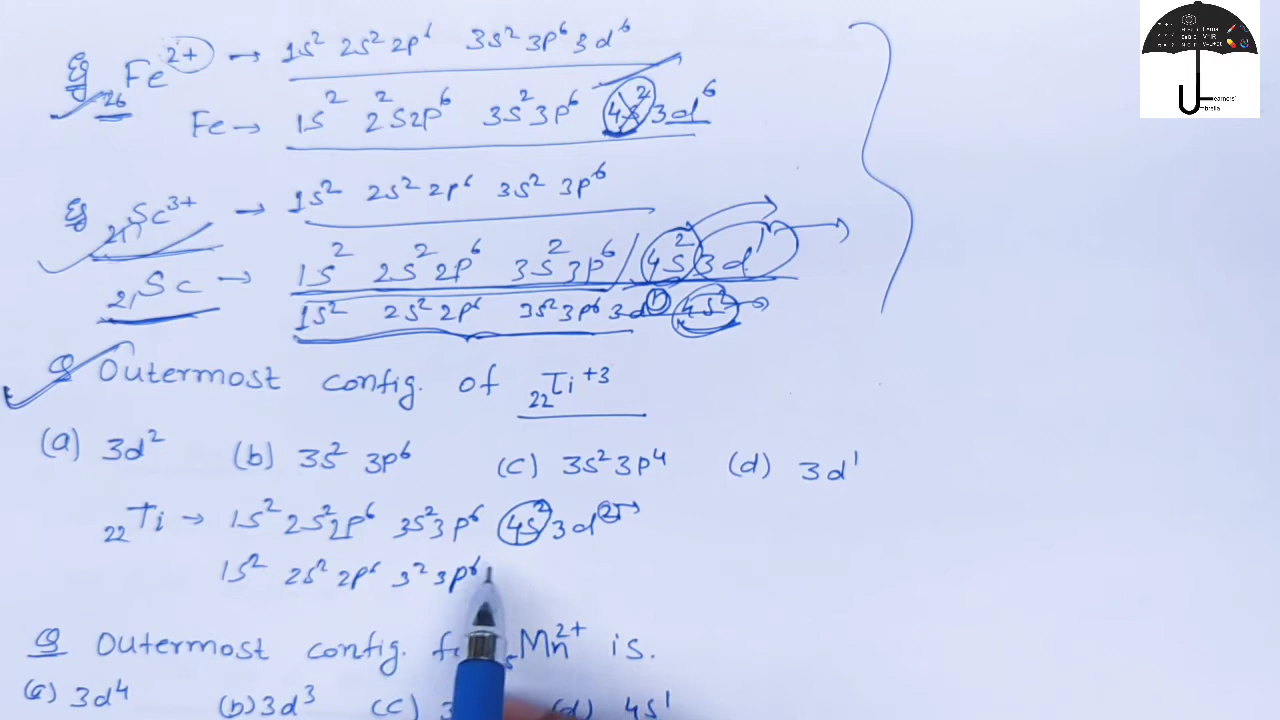 Eg 26Fe2+ → 1s2 2s2 2p6 3s2 3p6 3d6
Fe → 1s2 2s2 2p6 3s2 3p6 4s2 3d6
Eg 21Sc3+ → 1s2 2s2 2p6 3s2 3p6
21Sc → 1s2 2s2 2p6 3s2 3p6 / 4s2 3d1
1s2 2s2 2p6 3s2 3p6 3d1 4s2
Q Outermost config. of 22Ti+3
(a) 3d2 (b) 3s2 3p6 (c) 3s2 3p4 (d) 3d1
22Ti → 1s2 2s2 2p6 3s2 3p6 4s2 3d2
1s2 2s2 2p6 3 2 3p6
Q Outermost config. Mn2+ is.
(a) 3d4 (b) 3d3 (c) 3 (d) 4s1